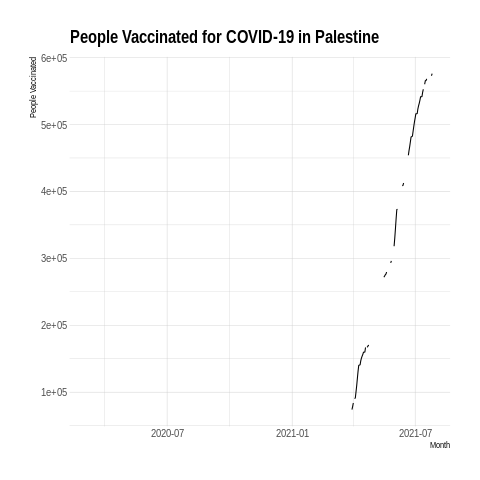 People Vaccinated for COVID-19 in Palestine
People Vaccinated
6e+05
5e+05
4e+05
3e+05
2e+05
1e+05
2020-07
2021-01
2021-07
Month